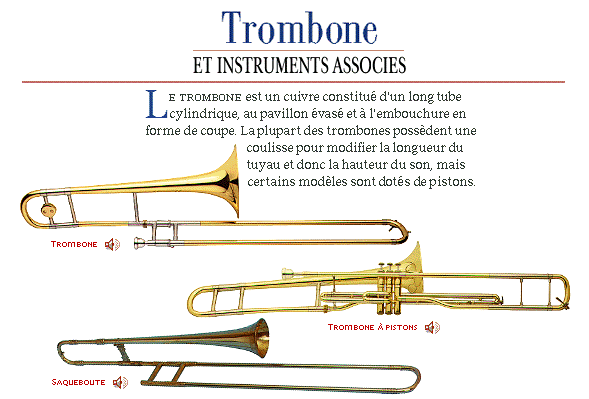 Trombone
ET INSTRUMENTS ASSOCIES
LE TROMBONE est un cuivre constitué d'un long tube
cylindrique, au pavillon évasé et à l'embouchure en
forme de coupe. La plupart des trombones possèdent une
coulisse pour modifier la longueur du
tuyau et donc la hauteur du son, mais
certains modèles sont dotés de pistons.
TROMBONE
TROMBONE À PISTONS
SAQUEBOUTE